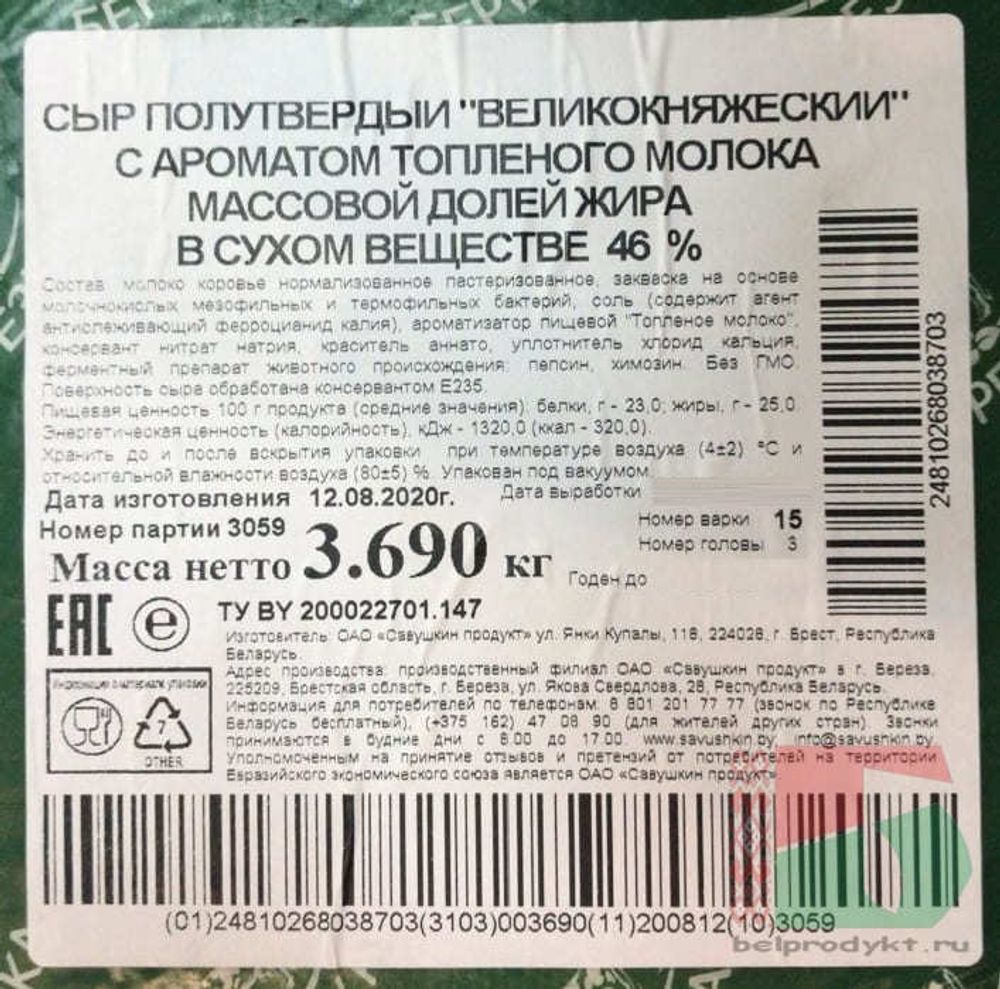 СЫР ПОЛУТВЕРДЫЙ "ВЕЛИКОКНЯЖЕСКИЙ"
С АРОМАТОМ ТОПЛЕНОГО МОЛОКА
МАССОВОЙ ДОЛЕЙ ЖИРА
В СУХОМ ВЕЩЕСТВЕ 46 %
Состав молоко коровье нормализованное пастеризованное, закваска на основе
молочнокислых мезофильных и термофильных бактерий, соль (содержит агент
антислеживающий ферроцианид калия), ароматизатор пищевой "Топленое молоко",
консервант нитрат натрия, краситель аннато, уплотнитель хлорид кальция,
ферментный препарат животного происхождения: пепсин, химозин. Без ГМО.
Поверхность сыра обработана консервантом Е235.
Пищевая ценность 100 г продукта (средние значения): белки, г - 23,0; жиры, г - 25,0.
Энергетическая ценность (калорийность), кДж - 1320,0 (ккал - 320,0).
Хранить до и после вскрытия упаковки при температуре воздуха (4±2) °С и
относительной влажности воздуха (80±5) %. Упакован под вакуумом.
Дата изготовления 12.08.2020г. Дата выработки
Номер партии 3059 Номер варки 15
Номер головы 3
Масса нетто 3.690 кг Годен до
24810268038703
EAC e ТУ BY 200022701.147
Изготовитель: ОАО «Савушкин продукт» ул. Янки Купалы, 118, 224028, г. Брест, Республика
Беларусь.
Адрес производства: производственный филиал ОАО «Савушкин продукт» в г. Береза,
225209, Брестская область, г. Береза, ул. Якова Свердлова, 28, Республика Беларусь.
Информация для потребителей по телефонам: 8 801 201 77 77 (звонок по Республике
Беларусь бесплатный), (+375 162) 47 08 90 (для жителей других стран). Звонки
принимаются в будние дни с 8.00 до 17.00. www.savushkin.by, info@savushkin.by.
Уполномоченным на принятие отзывов и претензий от потребителей на территории
Евразийского экономического союза является ОАО «Савушкин продукт»
Информация о материале упаковки
7
OTHER
(01)24810268038703(3103)003690(11)200812(10)3059
belprodykt.ru